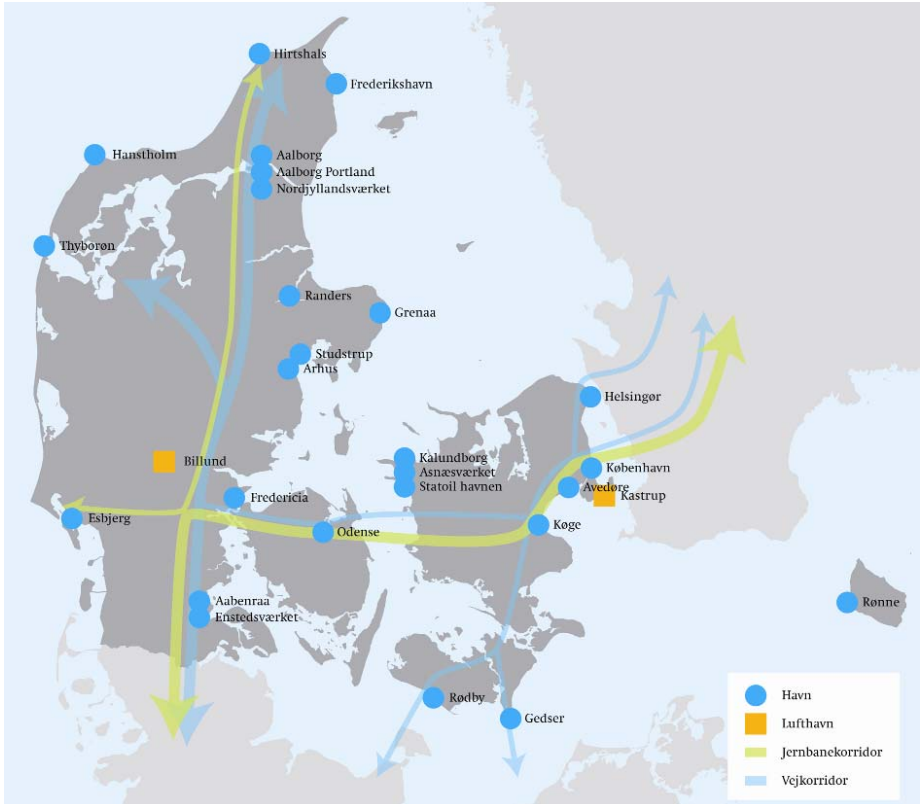 Hirtshals
Frederikshavn
Hanstholm
Aalborg
Aalborg Portland
Nordjyllandsværket
Thyborøn
Randers
Grenaa
Studstrup
Arhus
Helsingør
Billund
Kalundborg
Asnæsværket
Statoil havnen
København
Avedøre
Kastrup
Fredericia
Esbjerg
Odense
Køge
Aabenraa
Enstedsværket
Rønne
Rødby
Gedser
Havn
Lufthavn
Jernbanekorridor
Vejkorridor